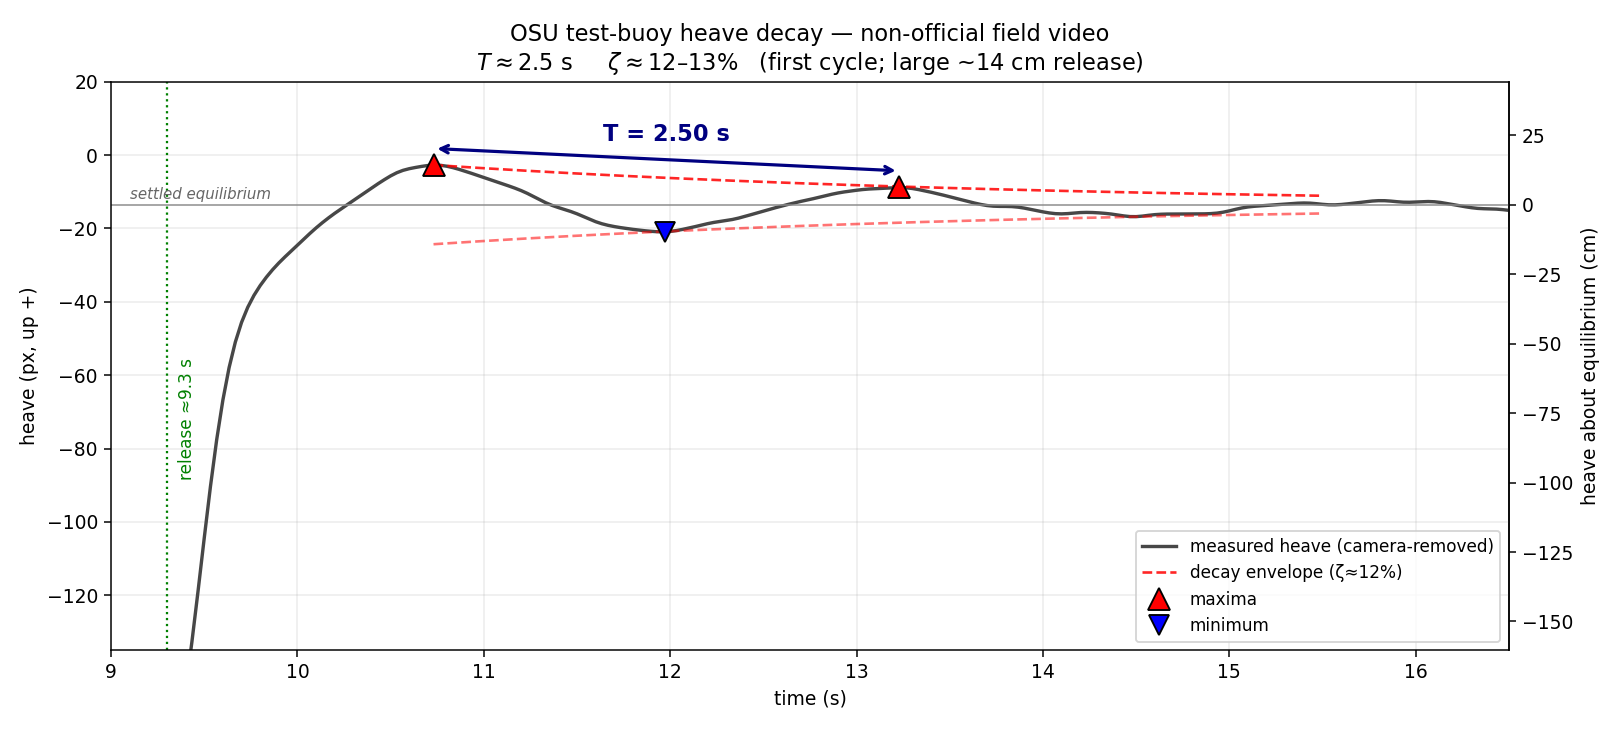 OSU test-buoy heave decay — non-official field video
T ≈ 2.5 s ζ ≈ 12–13% (first cycle; large ~14 cm release)
T = 2.50 s
settled equilibrium
release ≈9.3 s
heave (px, up +)
20
0
−20
−40
−60
−80
−100
−120
25
0
−25
−50
−75
−100
−125
−150
heave about equilibrium (cm)
measured heave (camera-removed)
decay envelope (ζ≈12%)
maxima
minimum
9 10 11 12 13 14 15 16
time (s)